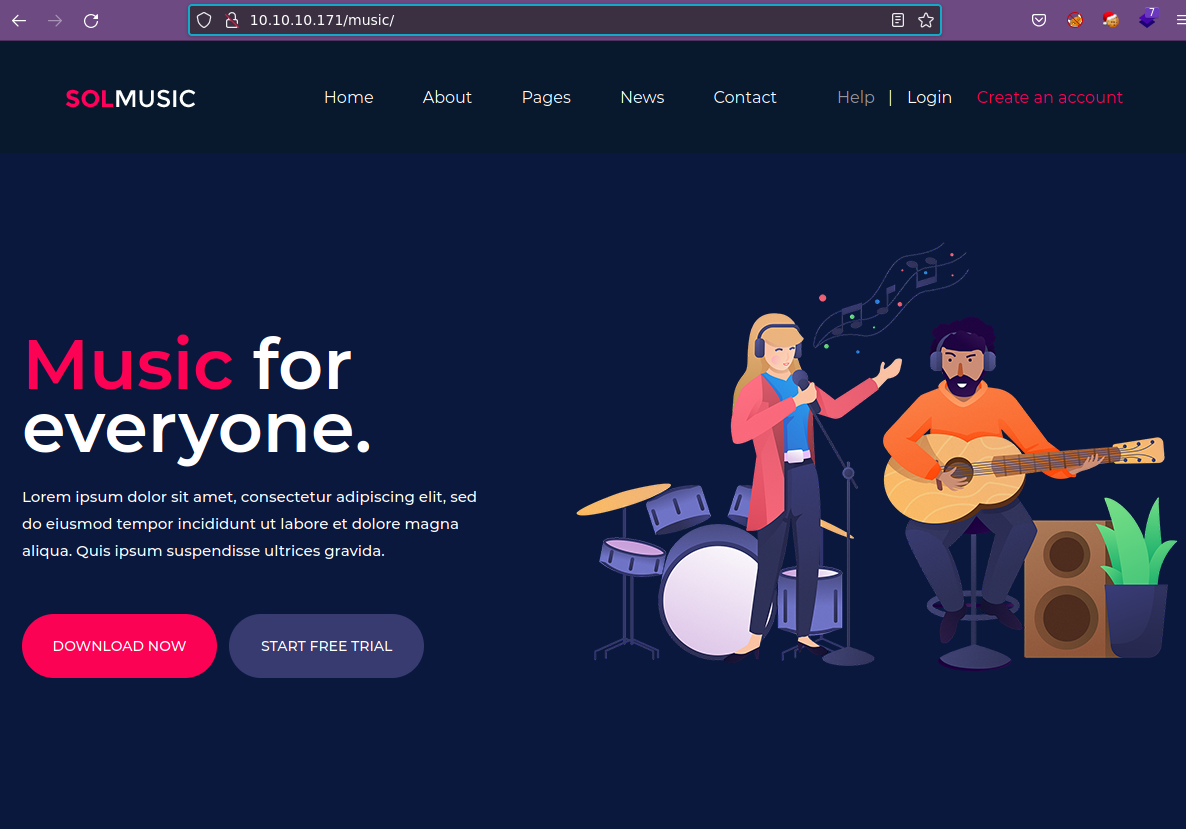 10.10.10.171/music/
7
SOLMUSIC
Home About Pages News Contact Help | Login Create an account
Music for
everyone.
Lorem ipsum dolor sit amet, consectetur adipiscing elit, sed
do eiusmod tempor incididunt ut labore et dolore magna
aliqua. Quis ipsum suspendisse ultrices gravida.
DOWNLOAD NOW START FREE TRIAL